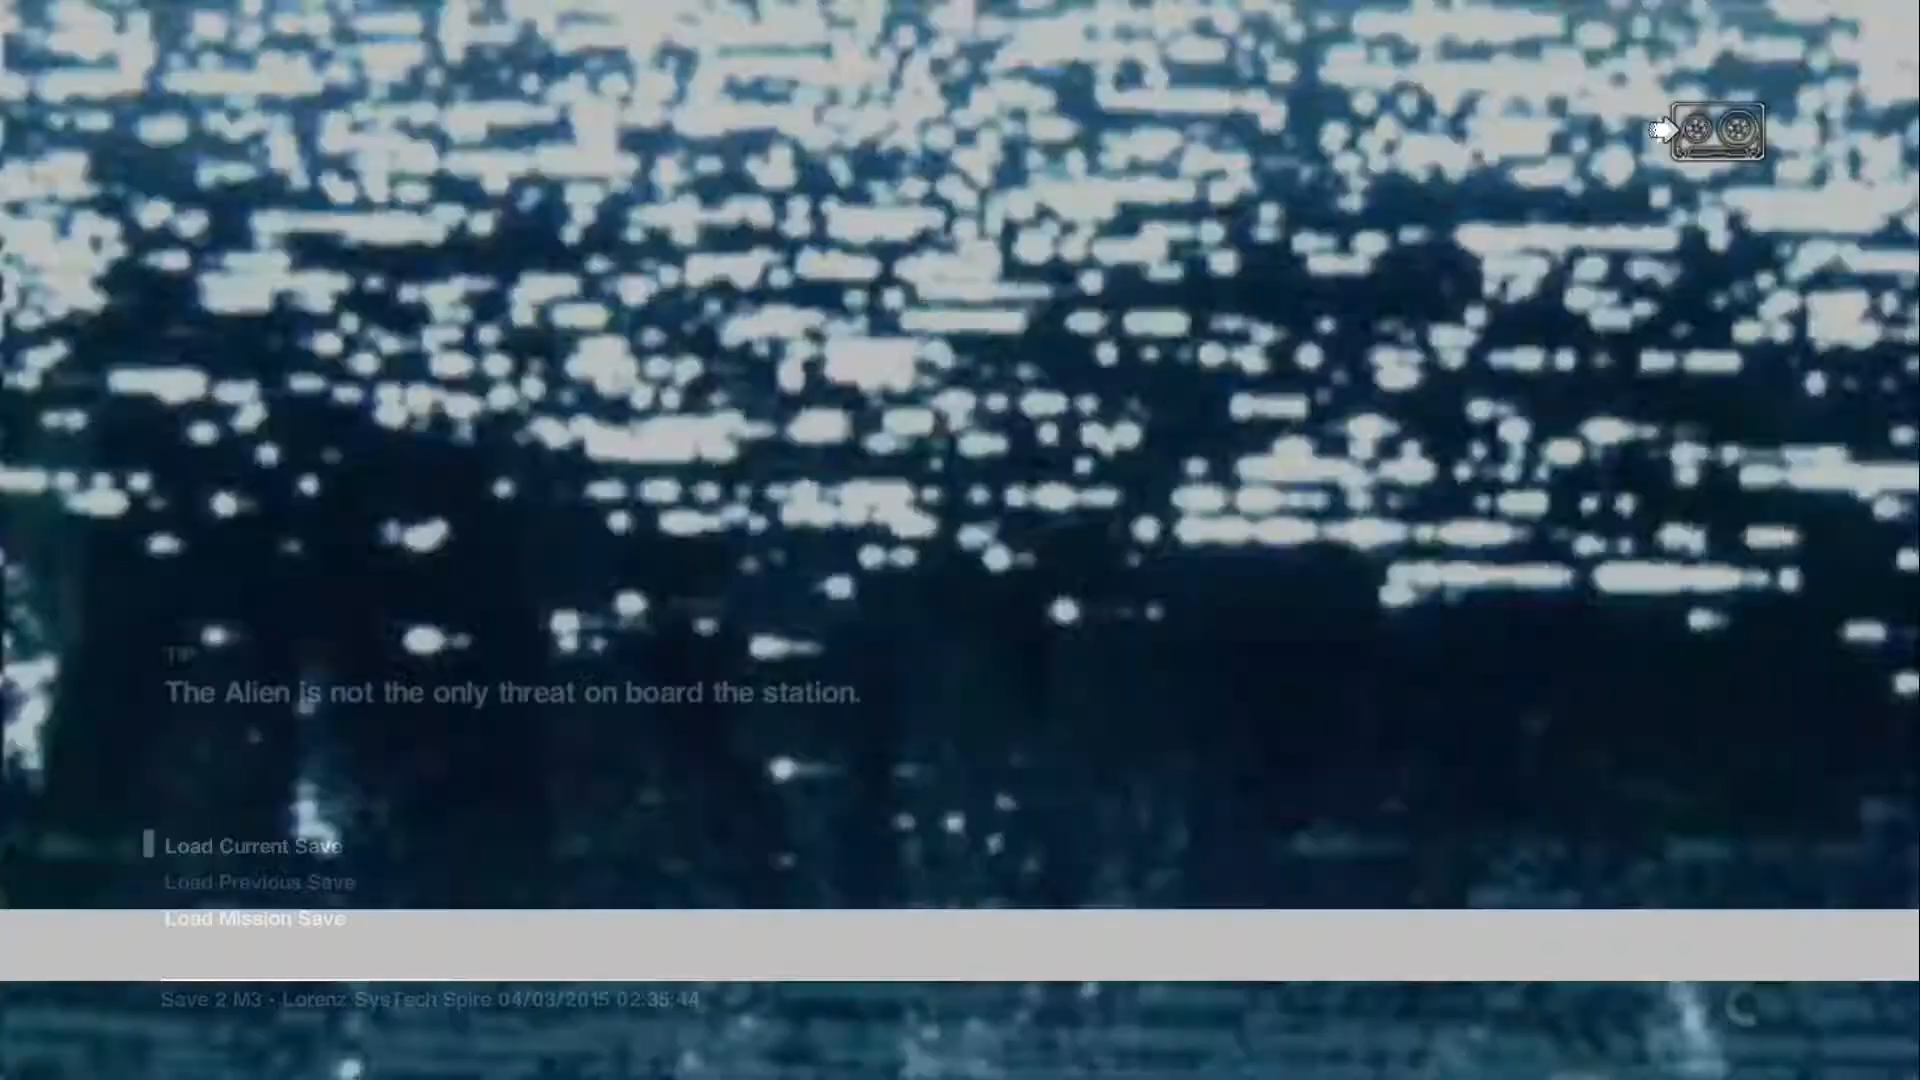 TIP
The Alien is not the only threat on board the station.
Load Current Save
Load Previous Save
Load Mission Save
Save 2 M3 - Lorenz SysTech Spire 04/03/2015 02:35:44